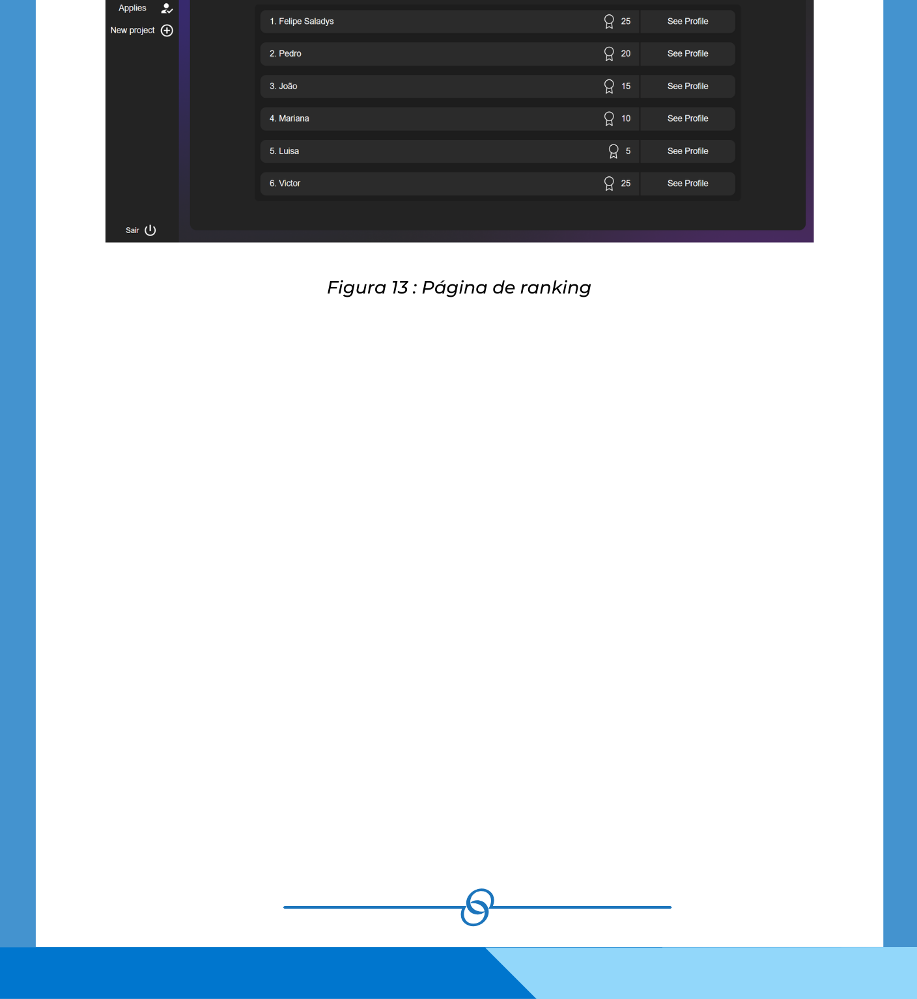 Applies
New project
1. Felipe Saladys 25 See Profile
2. Pedro 20 See Profile
3. João 15 See Profile
4. Mariana 10 See Profile
5. Luisa 5 See Profile
6. Victor 25 See Profile
Sair
Figura 13 : Página de ranking